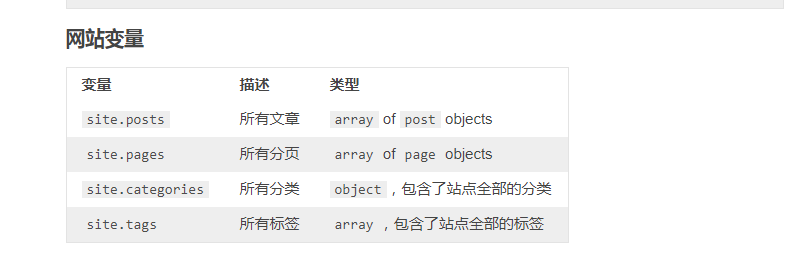 网站变量
变量 描述 类型
site.posts 所有文章 array of post objects
site.pages 所有分页 array of page objects
site.categories 所有分类 object ，包含了站点全部的分类
site.tags 所有标签 array ，包含了站点全部的标签